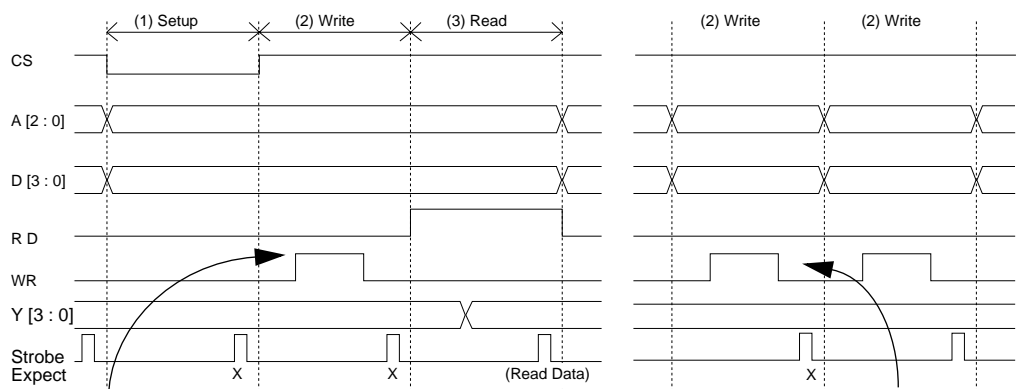 (1) Setup (2) Write (3) Read (2) Write (2) Write
CS
A [2 : 0]
D [3 : 0]
R D
WR
Y [3 : 0]
Strobe
Expect X X (Read Data) X